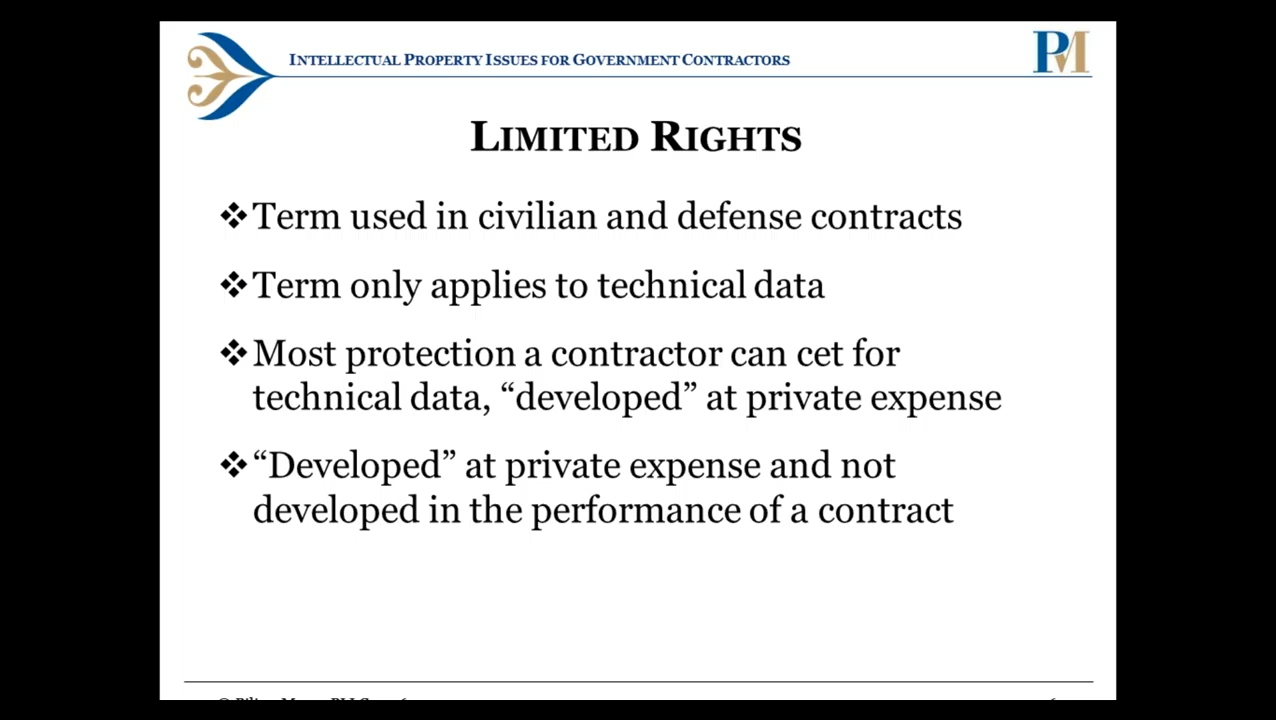 INTELLECTUAL PROPERTY ISSUES FOR GOVERNMENT CONTRACTORS
PM
LIMITED RIGHTS
❖Term used in civilian and defense contracts
❖Term only applies to technical data
❖Most protection a contractor can cet for
technical data, “developed” at private expense
❖“Developed” at private expense and not
developed in the performance of a contract